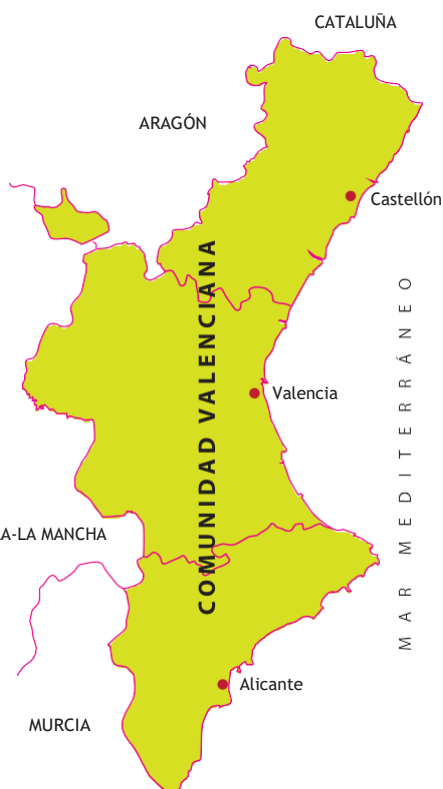 CATALUÑA
ARAGÓN
Castellón
COMUNIDAD VALENCIANA
MAR MEDITERRÁNEO
Valencia
A-LA MANCHA
Alicante
MURCIA